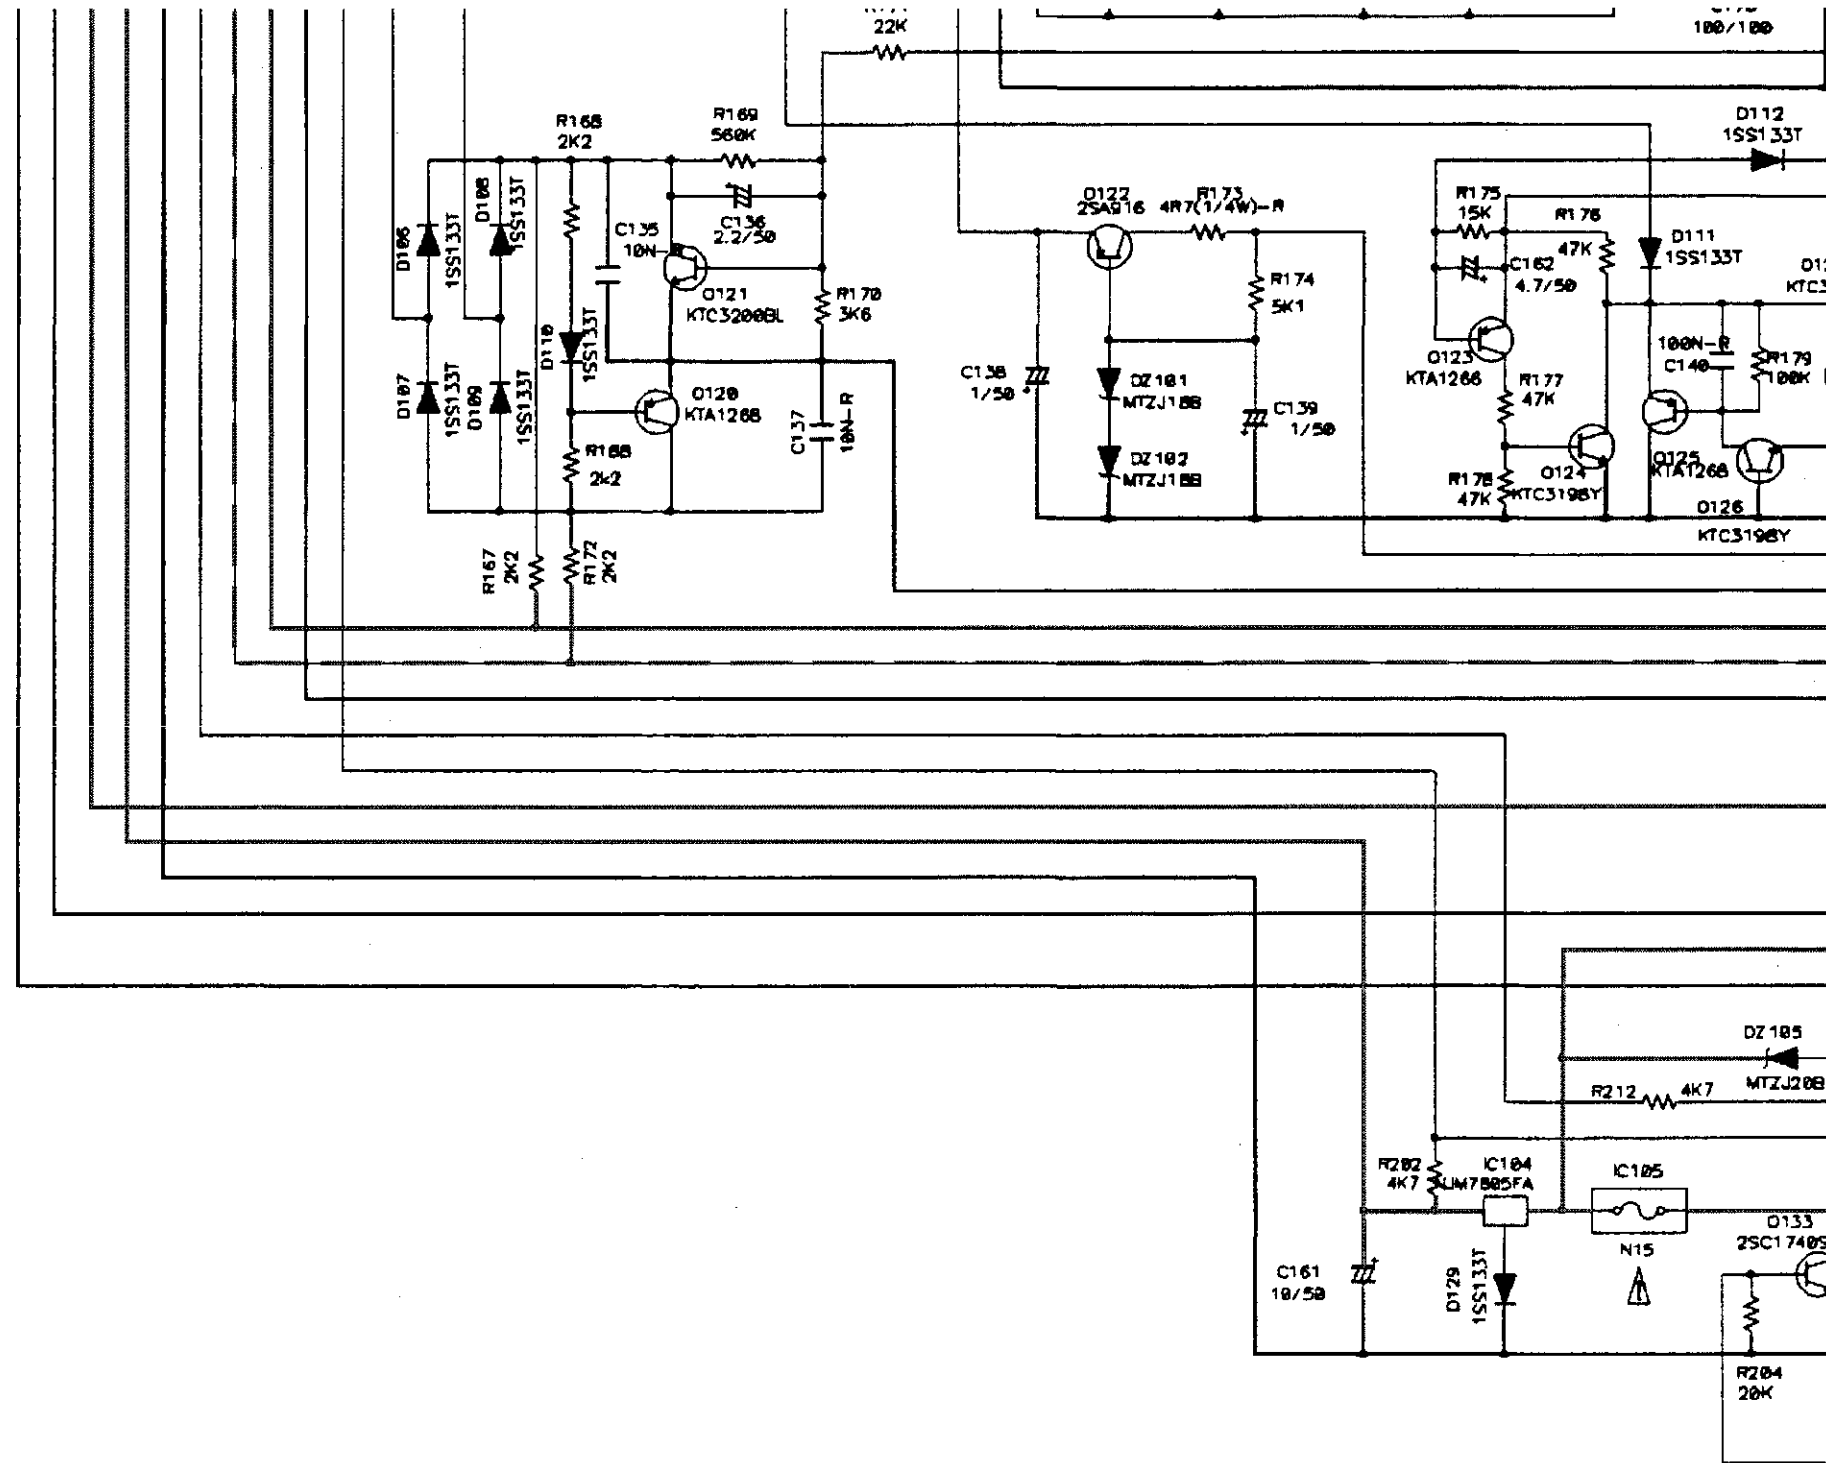 22K
100/100
D112
1SS133T
R169
560K
R168
2K2
D106
1SS133T
D108
1SS133T
C135
10N
C136
2.2/50
Q121
KTC3200BL
R170
3K6
D110
1SS133T
D107
1SS133T
D109
1SS133T
Q120
KTA1268
C137
10N-R
R188
2k2
R167
2K2
R172
2K2
Q122
2SA916
R173
4R7(1/4W)-R
R174
5K1
C138
1/50
DZ101
MTZJ18B
DZ102
MTZJ18B
C139
1/50
R175
15K
R176
47K
C162
4.7/50
D111
1SS133T
Q123
KTA1266
R177
47K
R178
47K
Q124
KTC3198Y
100N-R
C140
R179
100K
Q125
KTA1268
Q126
KTC3198Y
DZ105
MTZJ20B
R212
4K7
R202
4K7
IC104
IC105
N15
C161
10/50
D129
1SS133T
Q133
2SC1740S
R204
20K